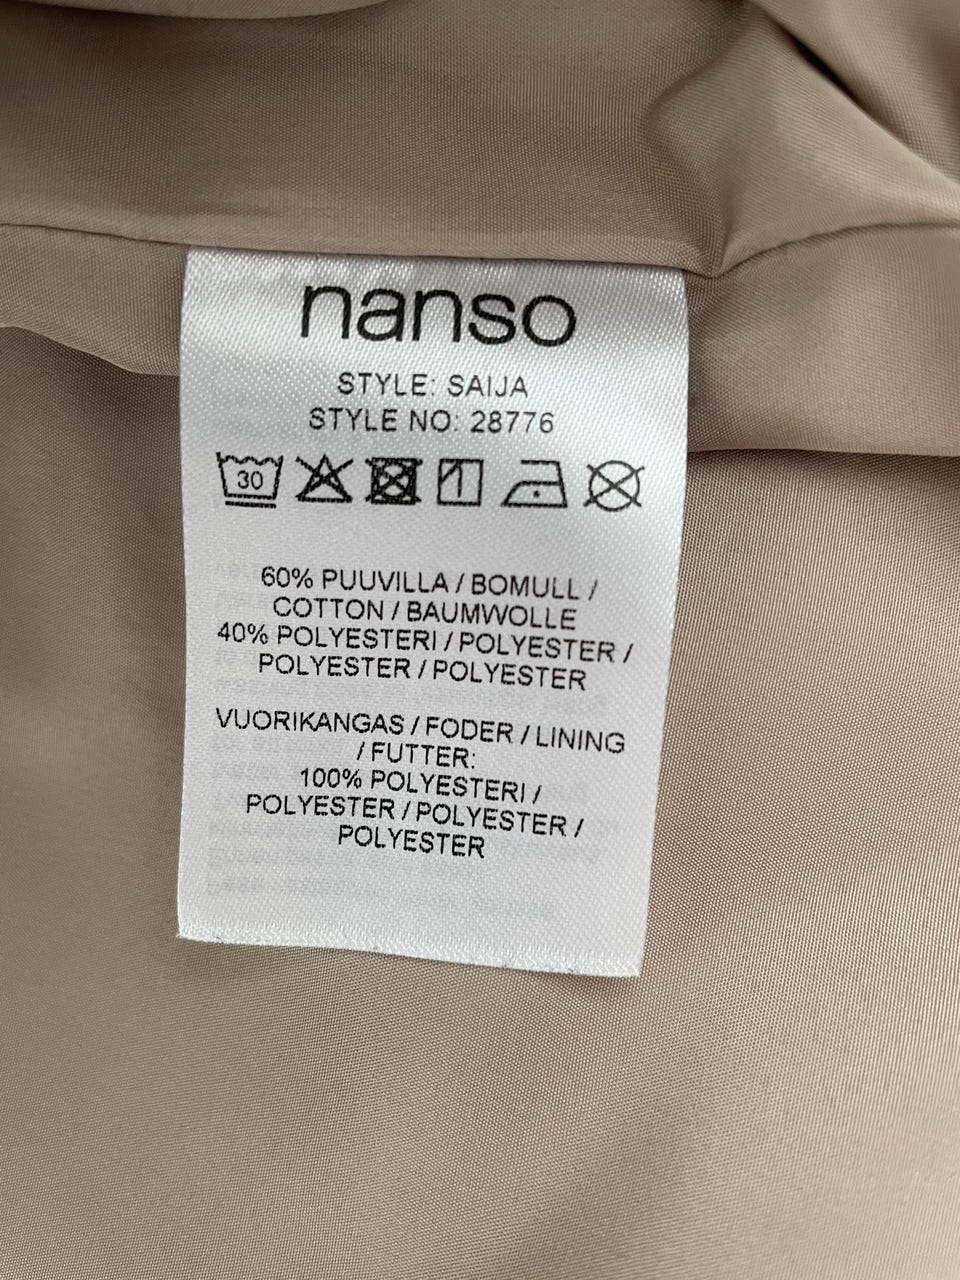 nanso
STYLE: SAIJA
STYLE NO: 28776
30
60% PUUVILLA / BOMULL /
COTTON / BAUMWOLLE
40% POLYESTERI / POLYESTER /
POLYESTER / POLYESTER
VUORIKANGAS / FODER / LINING
/ FUTTER:
100% POLYESTERI /
POLYESTER / POLYESTER /
POLYESTER